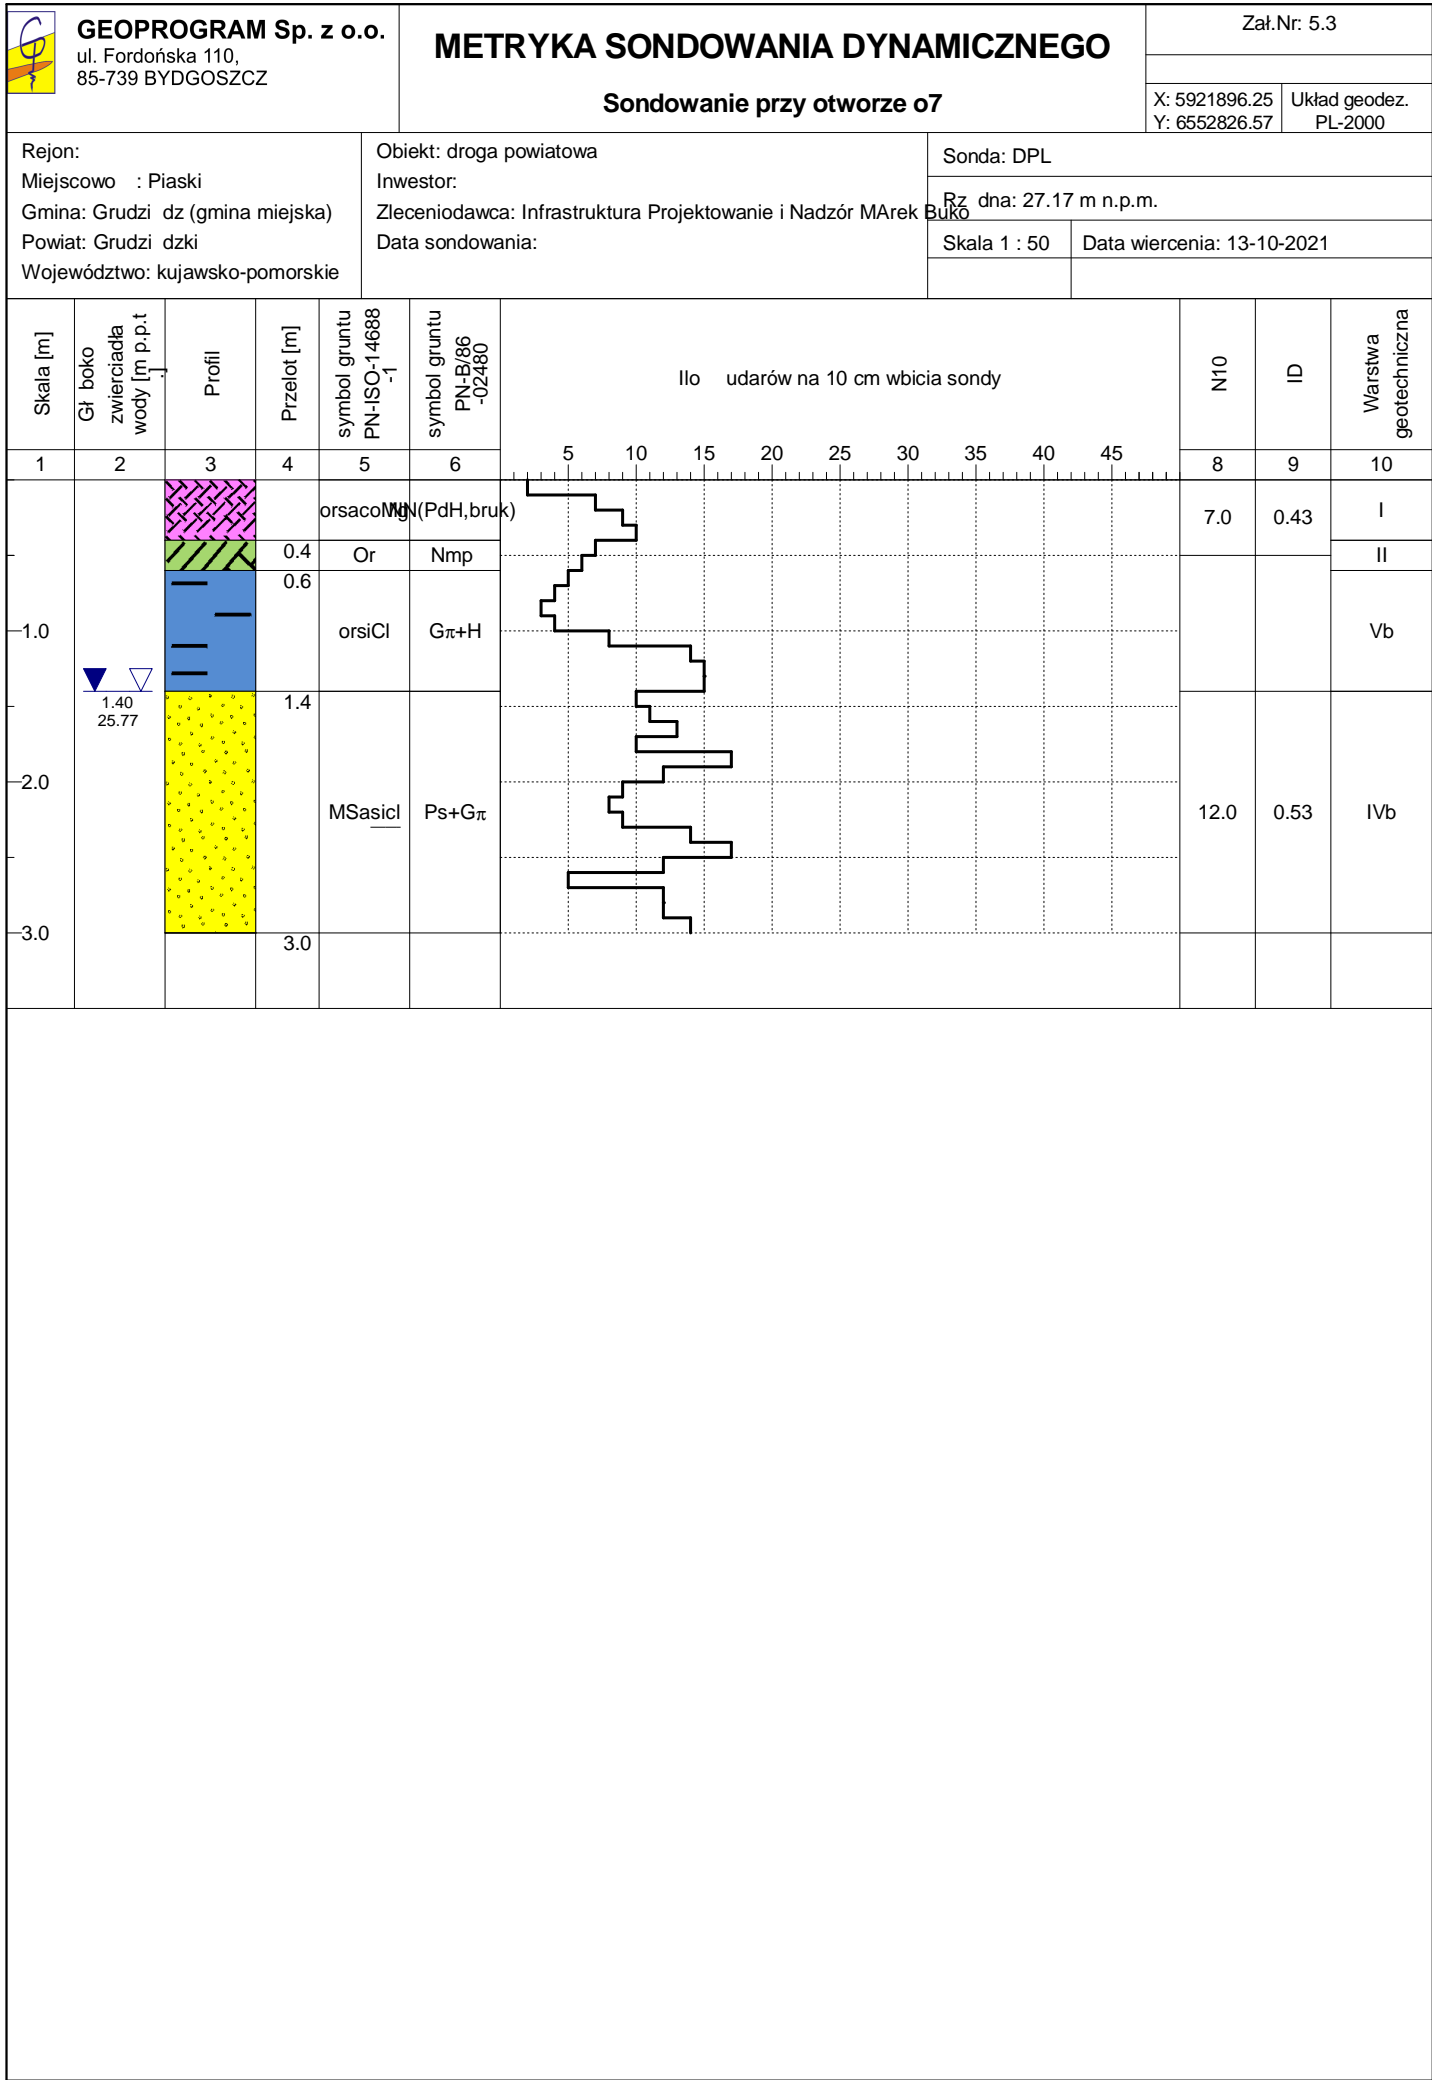 GEOPROGRAM Sp. z o.o.
ul. Fordońska 110,
85-739 BYDGOSZCZ
METRYKA SONDOWANIA DYNAMICZNEGO
Sondowanie przy otworze o7
Zał.Nr: 5.3
X: 5921896.25
Y: 6552826.57
Układ geodez.
PL-2000
Rejon:
Miejscowo : Piaski
Gmina: Grudzi dz (gmina miejska)
Powiat: Grudzi dzki
Województwo: kujawsko-pomorskie
Obiekt: droga powiatowa
Inwestor:
Zleceniodawca: Infrastruktura Projektowanie i Nadzór MArek Buko
Data sondowania:
Sonda: DPL
Rz dna: 27.17 m n.p.m.
Skala 1 : 50
Data wiercenia: 13-10-2021
Skala [m]
Gł boko
zwierciadła
wody [m p.p.t
.]
Profil
Przelot [m]
symbol gruntu
PN-ISO-14688
-1
symbol gruntu
PN-B/86
-02480
Ilo udarów na 10 cm wbicia sondy
N10
ID
Warstwa
geotechniczna
5 10 15 20 25 30 35 40 45
1 2 3 4 5 6 8 9 10
orsacoMg
NN(PdH,bruk)
7.0 0.43 I
0.4 Or Nmp II
0.6
1.0 orsiCl Gπ+H Vb
1.40
25.77
1.4
2.0
MSasicl Ps+Gπ 12.0 0.53 IVb
3.0
3.0